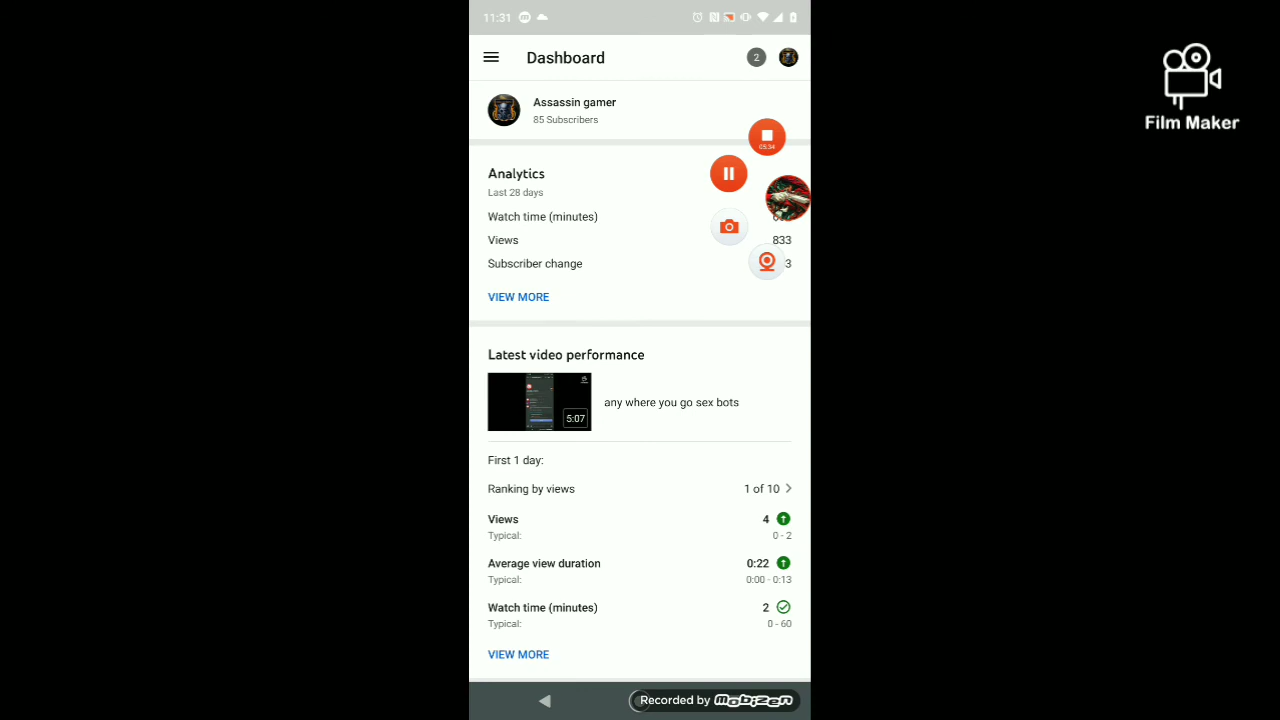 11:31
Dashboard
2
Assassin gamer
85 Subscribers
05:34
Analytics
Last 28 days
Watch time (minutes)
Views 833
Subscriber change 3
VIEW MORE
Latest video performance
any where you go sex bots
5:07
First 1 day:
Ranking by views 1 of 10
Views 4
Typical: 0 - 2
Average view duration 0:22
Typical: 0:00 - 0:13
Watch time (minutes) 2
Typical: 0 - 60
VIEW MORE
Recorded by MOBIZEN
Film Maker